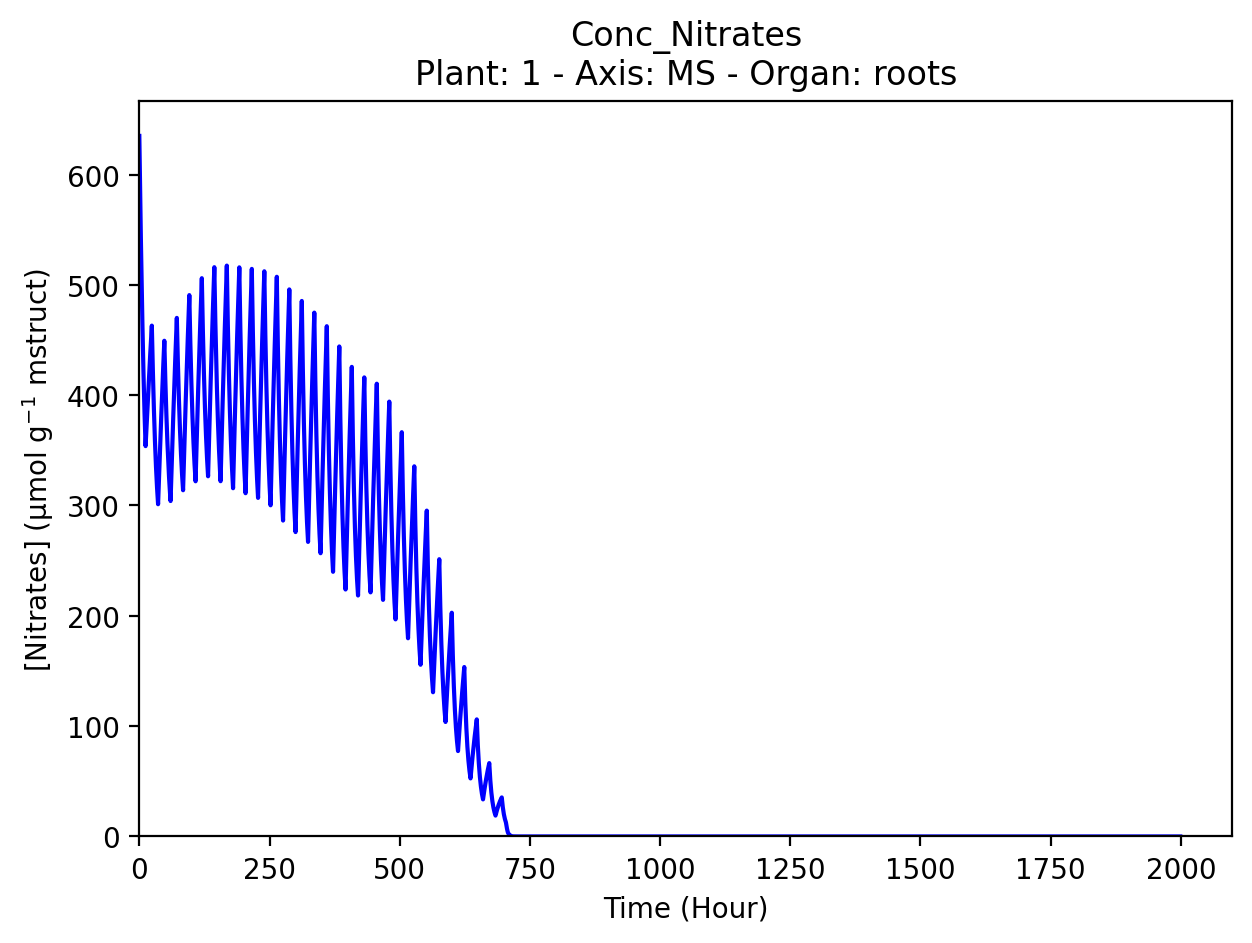 Conc_Nitrates
Plant: 1 - Axis: MS - Organ: roots
[Nitrates] (µmol g⁻¹ mstruct)
600
500
400
300
200
100
0
0 250 500 750 1000 1250 1500 1750 2000
Time (Hour)